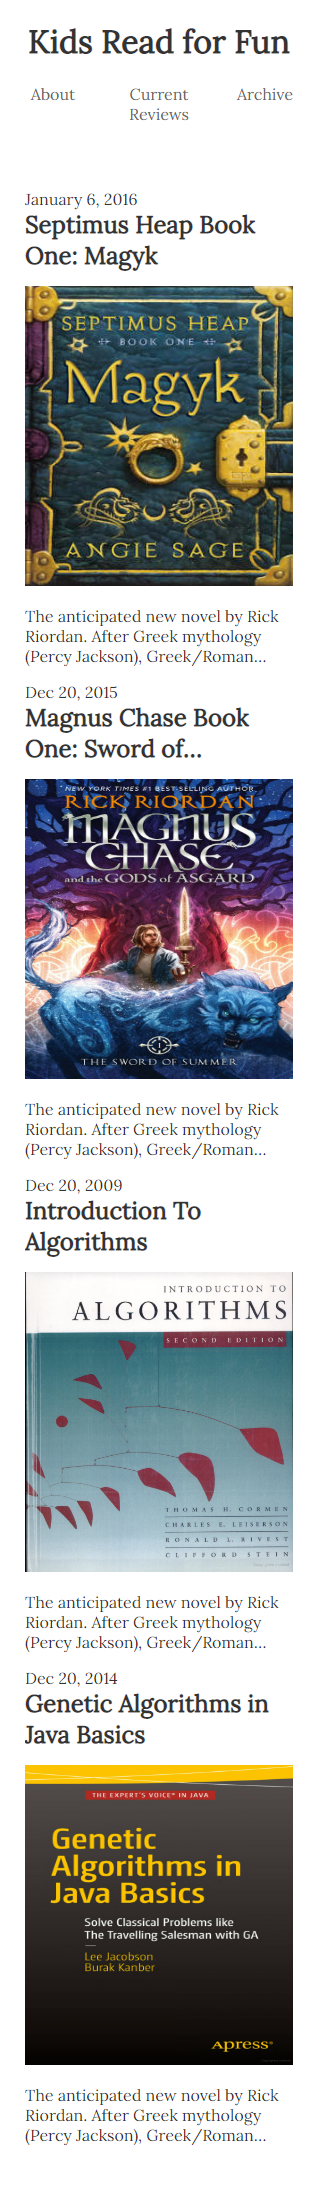 Kids Read for Fun
About Current Archive
Reviews
January 6, 2016
Septimus Heap Book
One: Magyk
SEPTIMUS HEAP
BOOK ONE
Magyk
ANGIE SAGE
The anticipated new novel by Rick
Riordan. After Greek mythology
(Percy Jackson), Greek/Roman...
Dec 20, 2015
Magnus Chase Book
One: Sword of...
NEW YORK TIMES #1 BEST-SELLING AUTHOR
RICK RIORDAN
MAGNUS
CHASE
and the GODS of ASGARD
THE SWORD OF SUMMER
The anticipated new novel by Rick
Riordan. After Greek mythology
(Percy Jackson), Greek/Roman...
Dec 20, 2009
Introduction To
Algorithms
INTRODUCTION TO
ALGORITHMS
SECOND EDITION
THOMAS H. CORMEN
CHARLES E. LEISERSON
RONALD L. RIVEST
CLIFFORD STEIN
The anticipated new novel by Rick
Riordan. After Greek mythology
(Percy Jackson), Greek/Roman...
Dec 20, 2014
Genetic Algorithms in
Java Basics
THE EXPERT'S VOICE® IN JAVA
Genetic
Algorithms in
Java Basics
Solve Classical Problems like
The Travelling Salesman with GA
Lee Jacobson
Burak Kanber
Apress®
The anticipated new novel by Rick
Riordan. After Greek mythology
(Percy Jackson), Greek/Roman...